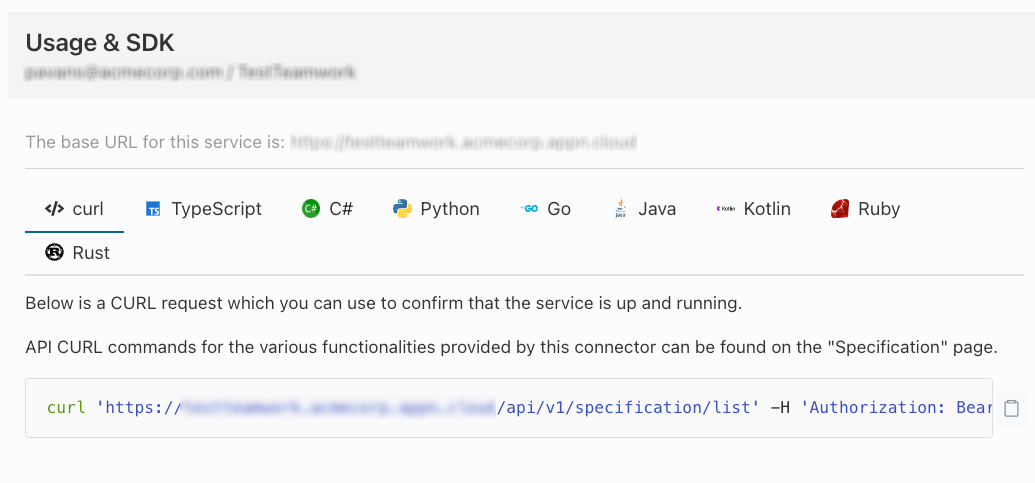 Usage & SDK
The base URL for this service is:
</> curl TS TypeScript C# C# Python GO Go Java Java K Kotlin Kotlin Ruby
R Rust
Below is a CURL request which you can use to confirm that the service is up and running.
API CURL commands for the various functionalities provided by this connector can be found on the "Specification" page.
curl 'https:// /api/v1/specification/list' -H 'Authorization: Bear